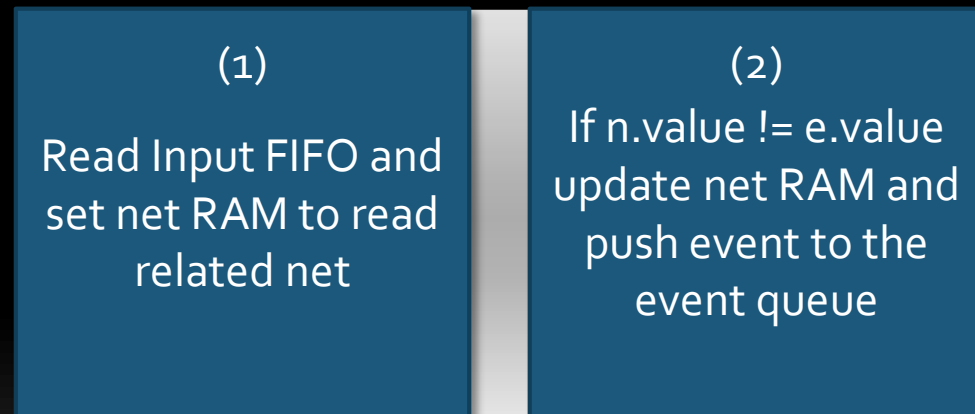 (1)
Read Input FIFO and
set net RAM to read
related net
(2)
If n.value != e.value
update net RAM and
push event to the
event queue